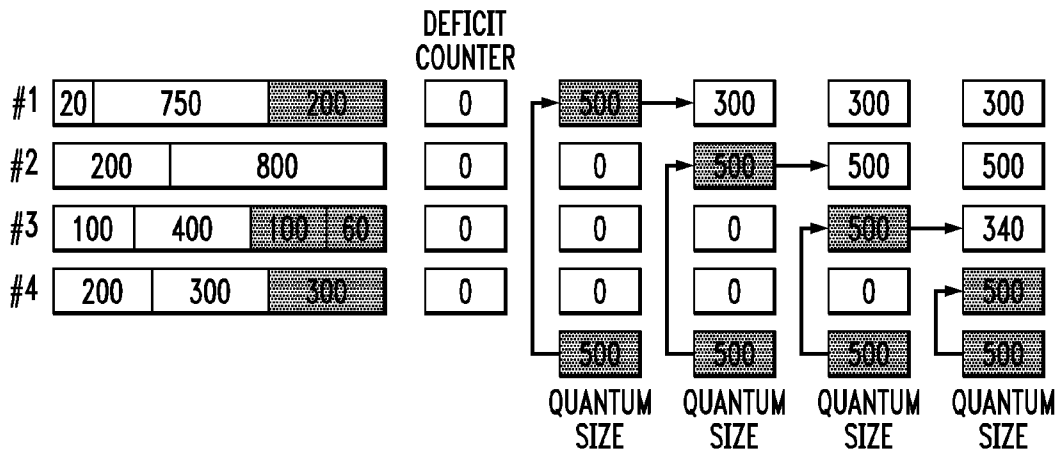 DEFICIT
COUNTER
#1 20 750 200 0 500 300 300 300
#2 200 800 0 0 500 500 500
#3 100 400 100 60 0 0 0 500 340
#4 200 300 300 0 0 0 0 500
500 500 500 500
QUANTUM SIZE QUANTUM SIZE QUANTUM SIZE QUANTUM SIZE